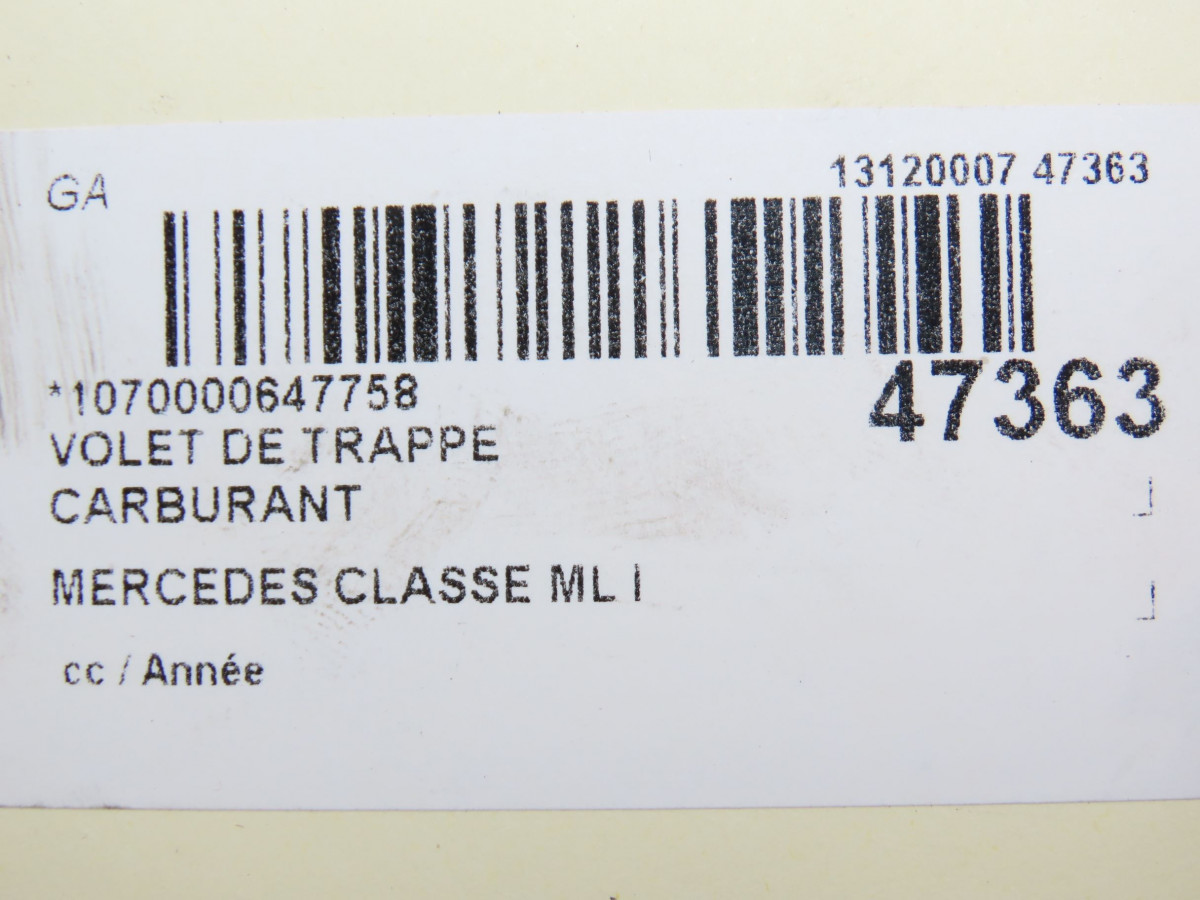 GA
13120007 47363
*1070000647758
47363
VOLET DE TRAPPE
CARBURANT
MERCEDES CLASSE ML I
cc / Année